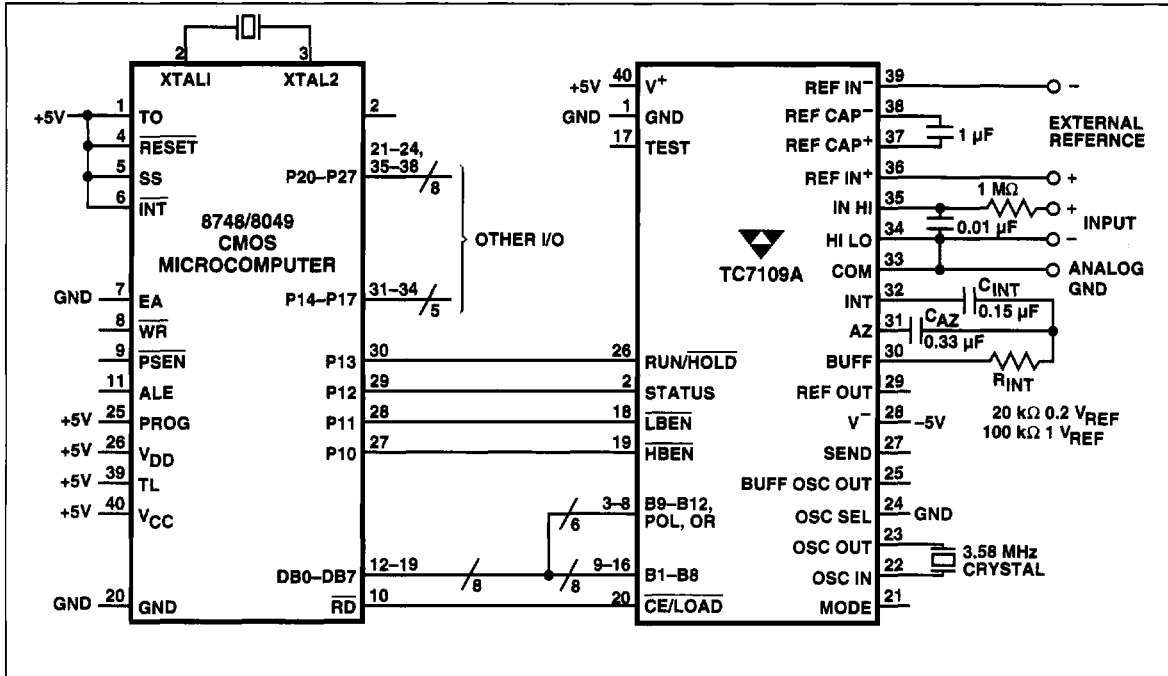 2
3
XTAL1
XTAL2
+5V
1
TO
4
RESET
5
SS
6
INT
2
21–24,
35–38
P20–P27
8
8748/8049
CMOS
MICROCOMPUTER
OTHER I/O
GND
7
EA
31–34
P14–P17
5
8
WR
9
PSEN
11
ALE
+5V
25
PROG
+5V
26
VDD
+5V
39
TL
+5V
40
VCC
P13
30
P12
29
P11
28
P10
27
DB0–DB7
12–19
8
GND
20
GND
RD
10
+5V
40
V+
GND
1
GND
17
TEST
TC7109A
26
RUN/HOLD
2
STATUS
18
LBEN
19
HBEN
3–8
6
B9–B12,
POL, OR
9–16
8
B1–B8
20
CE/LOAD
REF IN–
39
–
REF CAP–
38
REF CAP+
37
1 µF
EXTERNAL
REFERNCE
REF IN+
36
+
IN HI
35
1 MΩ
+
0.01 µF
INPUT
HI LO
34
–
COM
33
ANALOG
GND
INT
32
CINT
0.15 µF
AZ
31
CAZ
0.33 µF
BUFF
30
RINT
REF OUT
29
20 kΩ 0.2 VREF
100 kΩ 1 VREF
V–
28
–5V
SEND
27
BUFF OSC OUT
25
OSC SEL
24
GND
OSC OUT
23
3.58 MHz
CRYSTAL
OSC IN
22
MODE
21